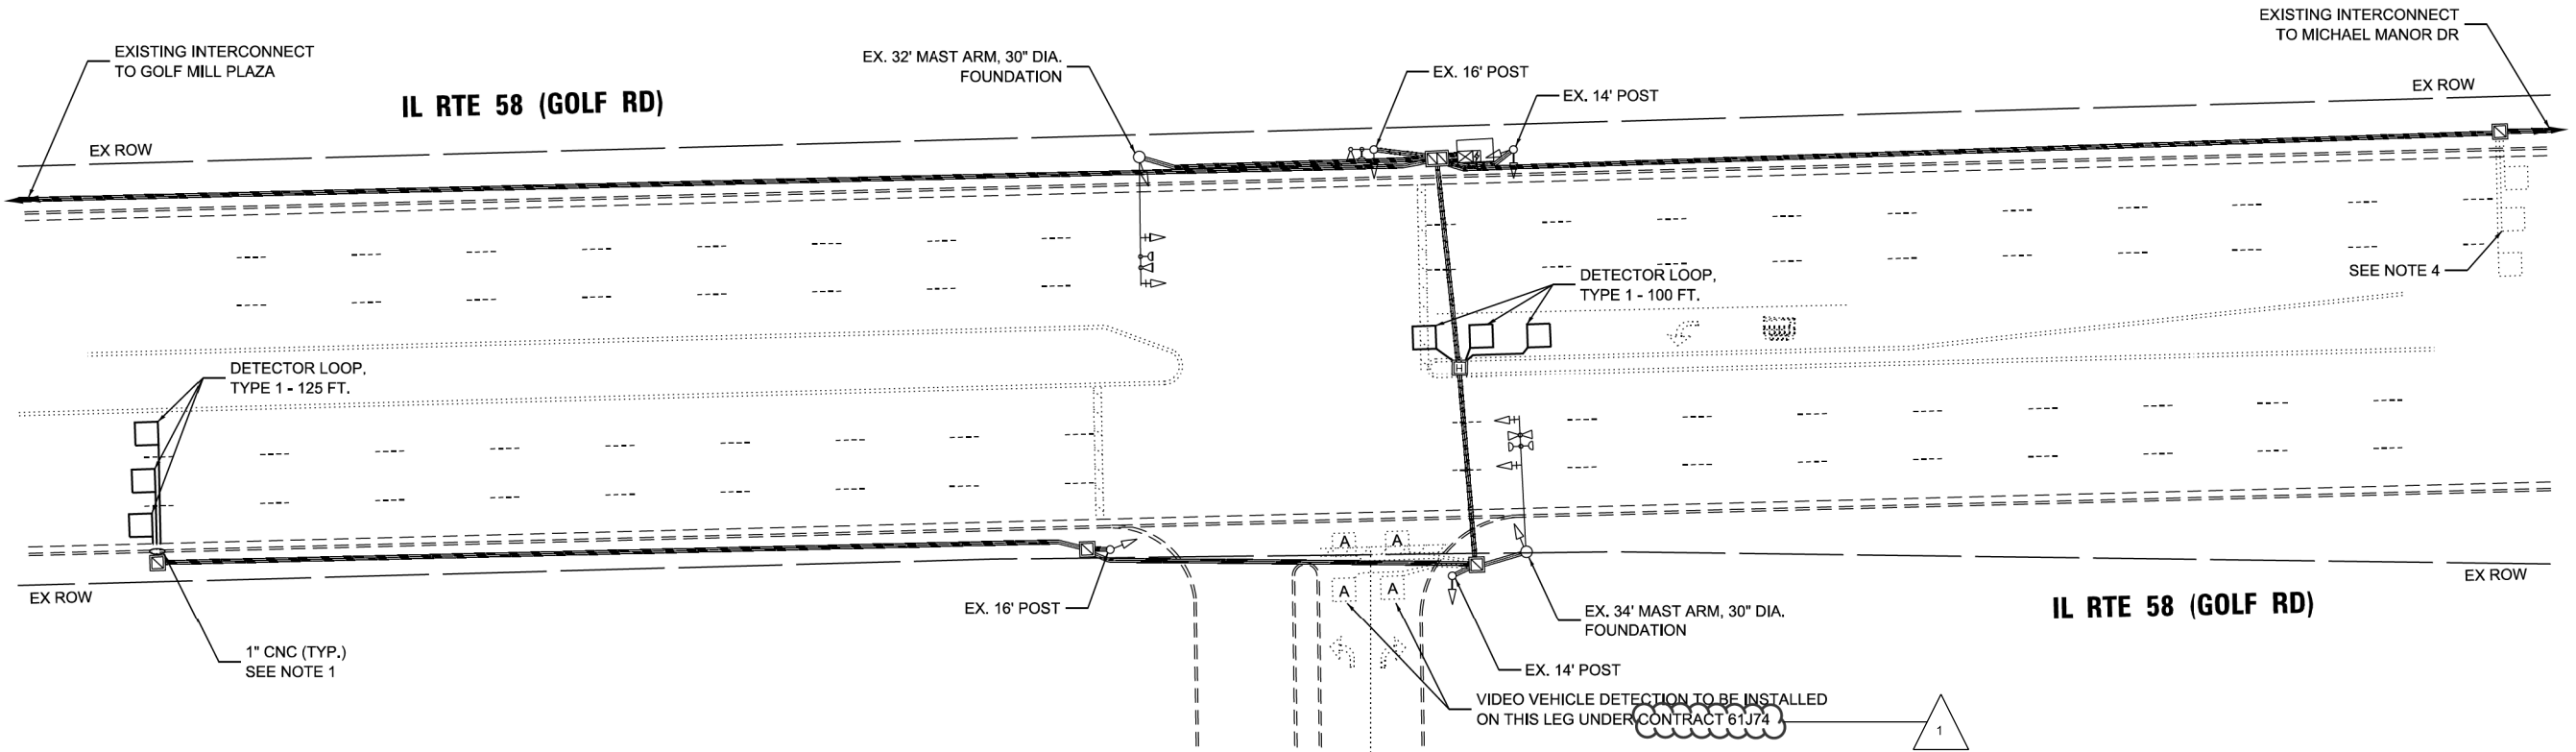 EXISTING INTERCONNECT
TO GOLF MILL PLAZA
IL RTE 58 (GOLF RD)
EX ROW
EX. 32' MAST ARM, 30" DIA.
FOUNDATION
EX. 16' POST
EX. 14' POST
EXISTING INTERCONNECT
TO MICHAEL MANOR DR
EX ROW
SEE NOTE 4
DETECTOR LOOP,
TYPE 1 - 100 FT.
H
DETECTOR LOOP,
TYPE 1 - 125 FT.
EX ROW
1" CNC (TYP.)
SEE NOTE 1
EX. 16' POST
A
A
A
A
EX. 34' MAST ARM, 30" DIA.
FOUNDATION
EX. 14' POST
EX ROW
IL RTE 58 (GOLF RD)
VIDEO VEHICLE DETECTION TO BE INSTALLED
ON THIS LEG UNDER CONTRACT 61J74
1